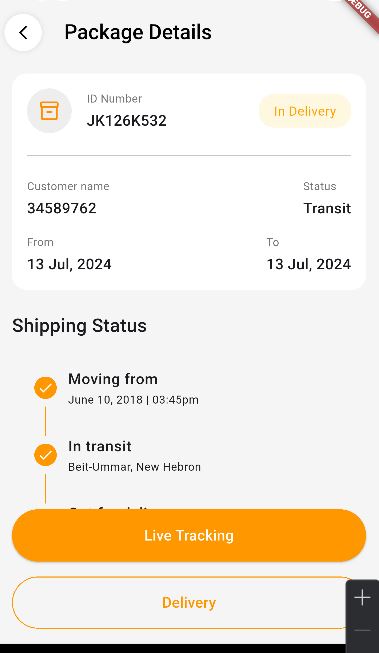 Package Details
ID Number
JK126K532
In Delivery
Customer name
Status
34589762
Transit
From
To
13 Jul, 2024
13 Jul, 2024
Shipping Status
Moving from
June 10, 2018 | 03:45pm
In transit
Beit-Ummar, New Hebron
Live Tracking
Delivery